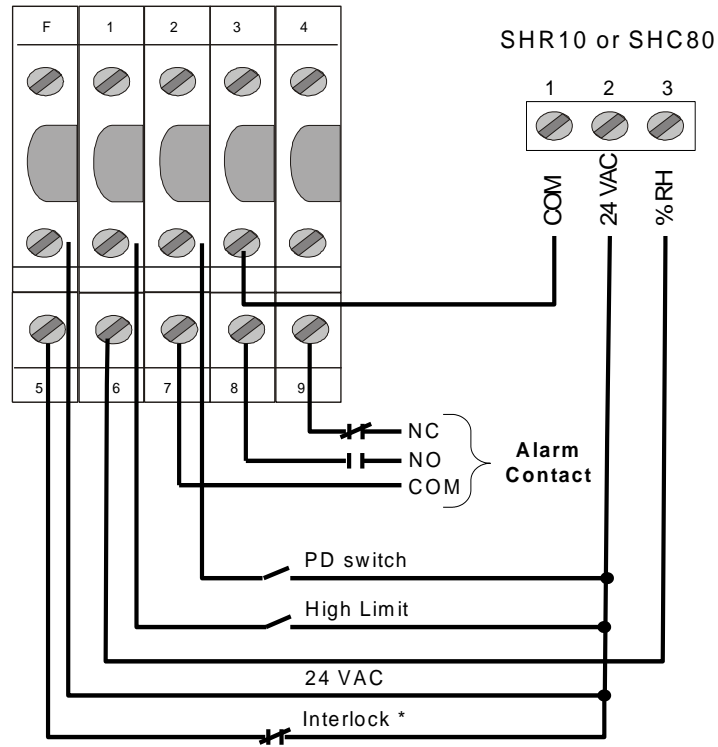 F 1 2 3 4
SHR10 or SHC80
1 2 3
COM
24 VAC
%RH
5 6 7 8 9
NC
NO
COM
Alarm
Contact
PD switch
High Limit
24 VAC
Interlock *